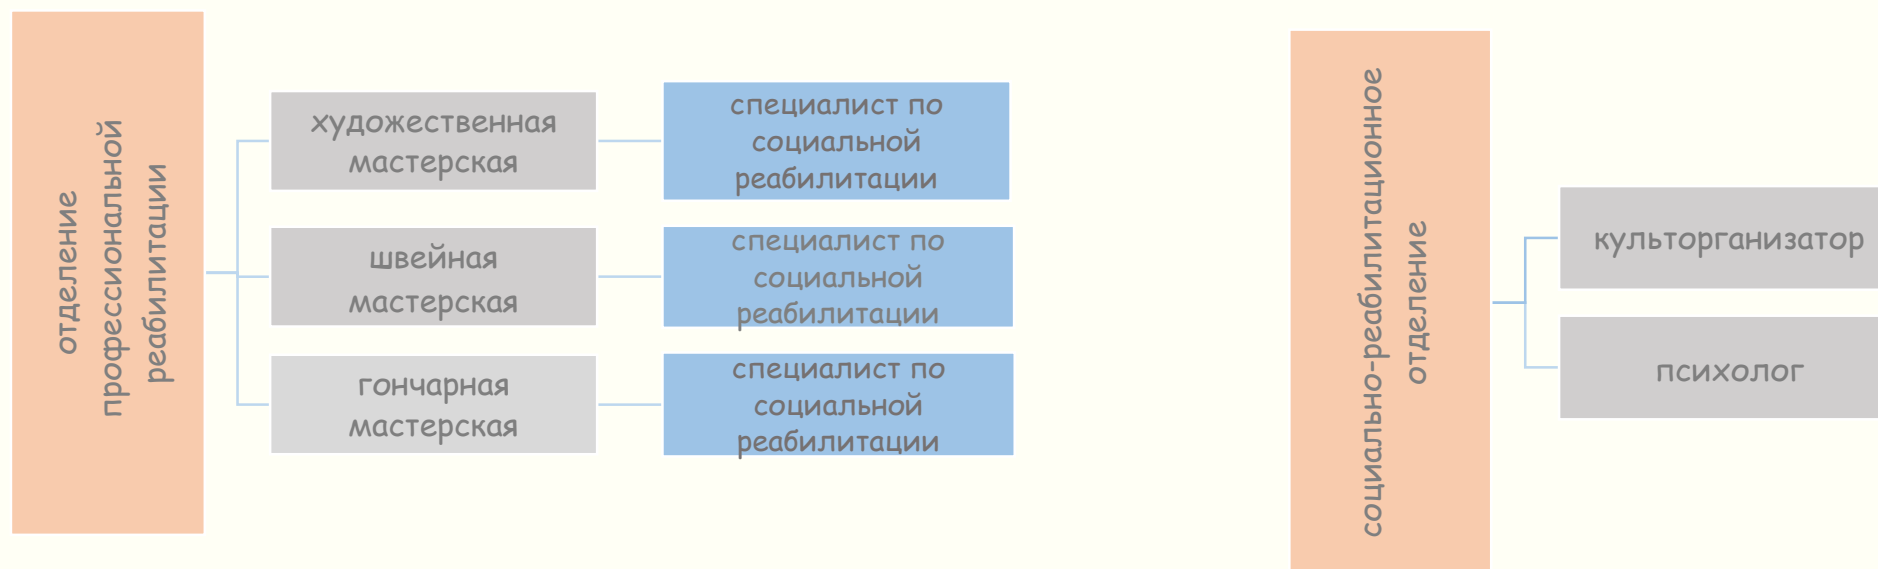 отделение
профессиональной
реабилитации
художественная
мастерская
специалист по
социальной
реабилитации
швейная
мастерская
специалист по
социальной
реабилитации
гончарная
мастерская
специалист по
социальной
реабилитации
социально-реабилитационное
отделение
культорганизатор
психолог